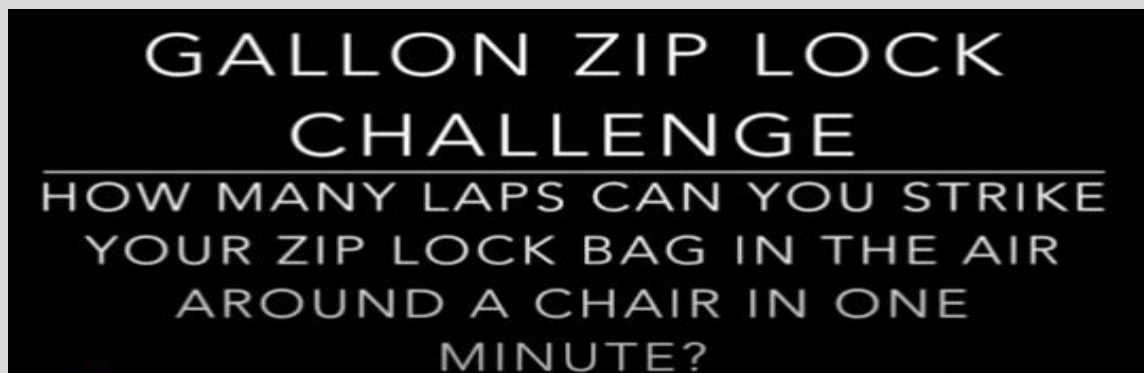 GALLON ZIP LOCK
CHALLENGE
HOW MANY LAPS CAN YOU STRIKE
YOUR ZIP LOCK BAG IN THE AIR
AROUND A CHAIR IN ONE
MINUTE?